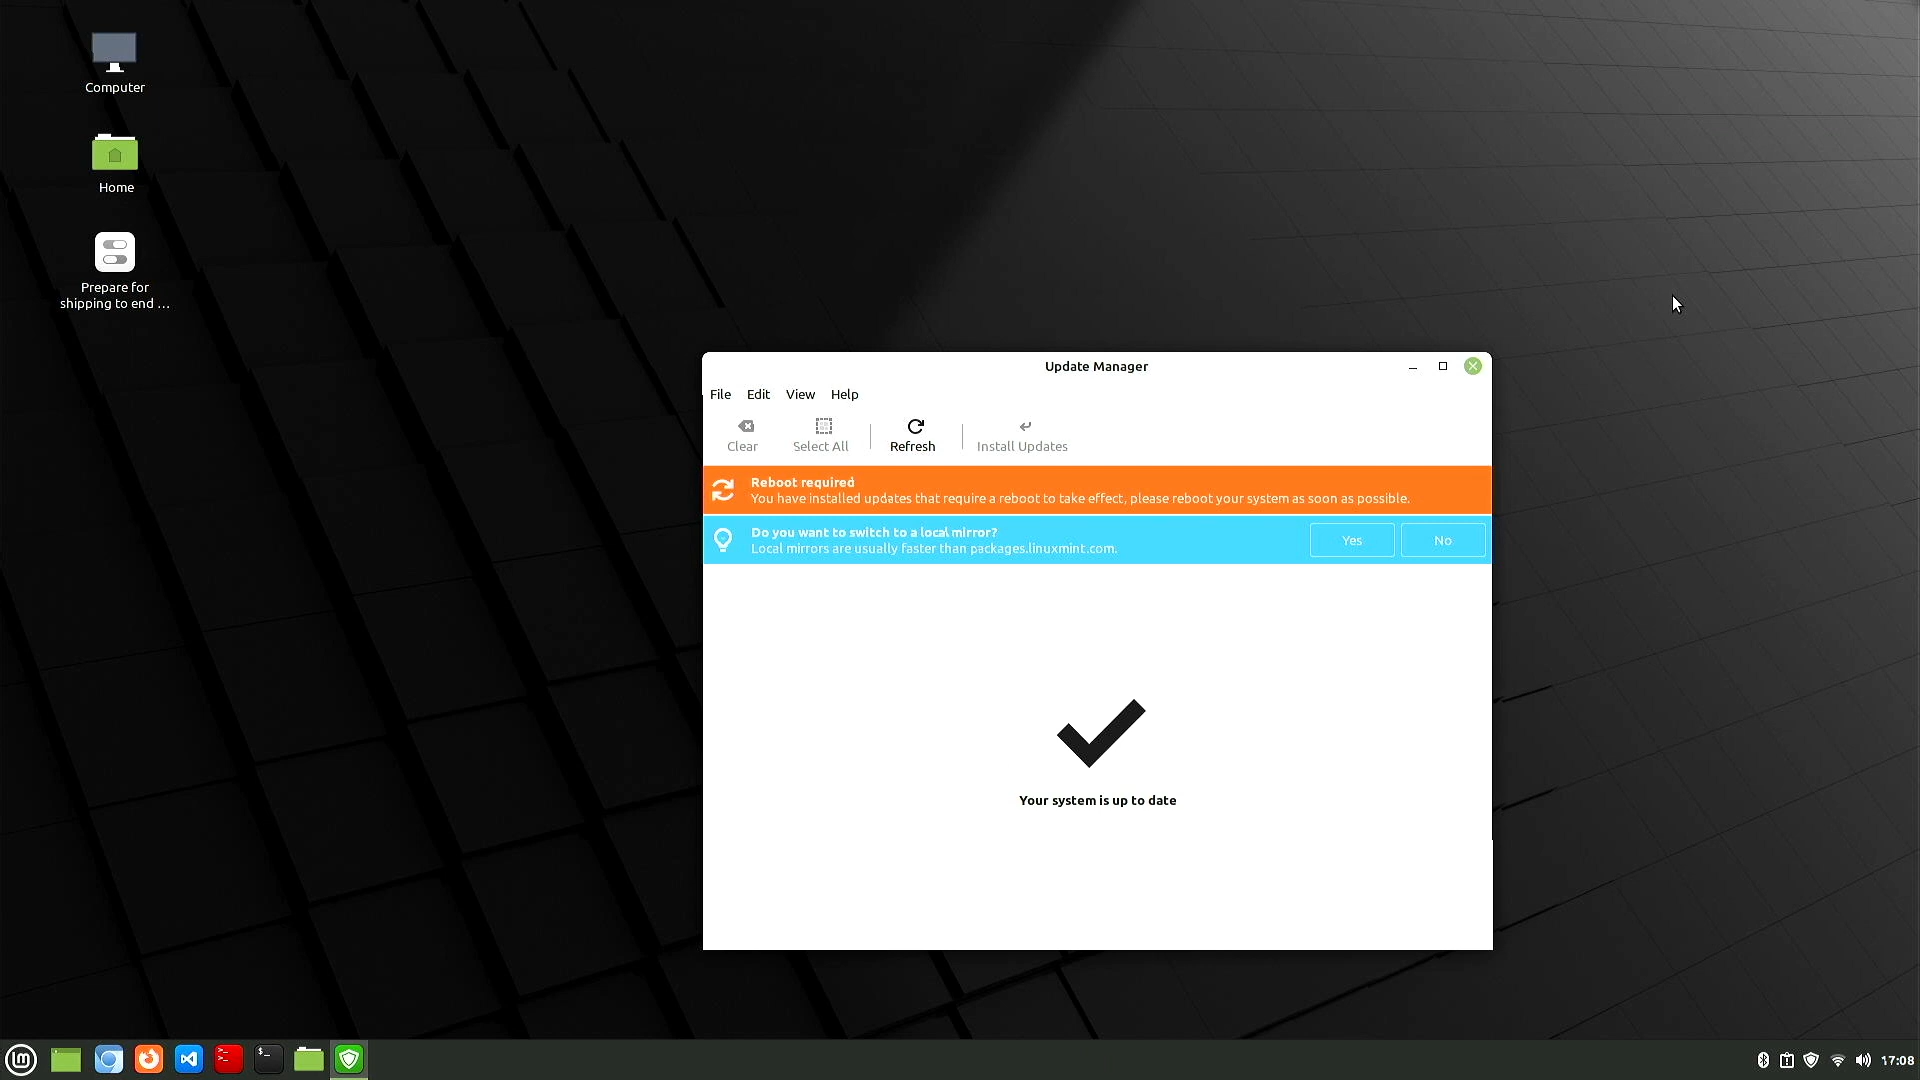 Computer
Home
Prepare for
shipping to end ...
Update Manager
File Edit View Help
Clear Select All Refresh Install Updates
Reboot required
You have installed updates that require a reboot to take effect, please reboot your system as soon as possible.
Do you want to switch to a local mirror?
Local mirrors are usually faster than packages.linuxmint.com.
Yes No
Your system is up to date
17:08